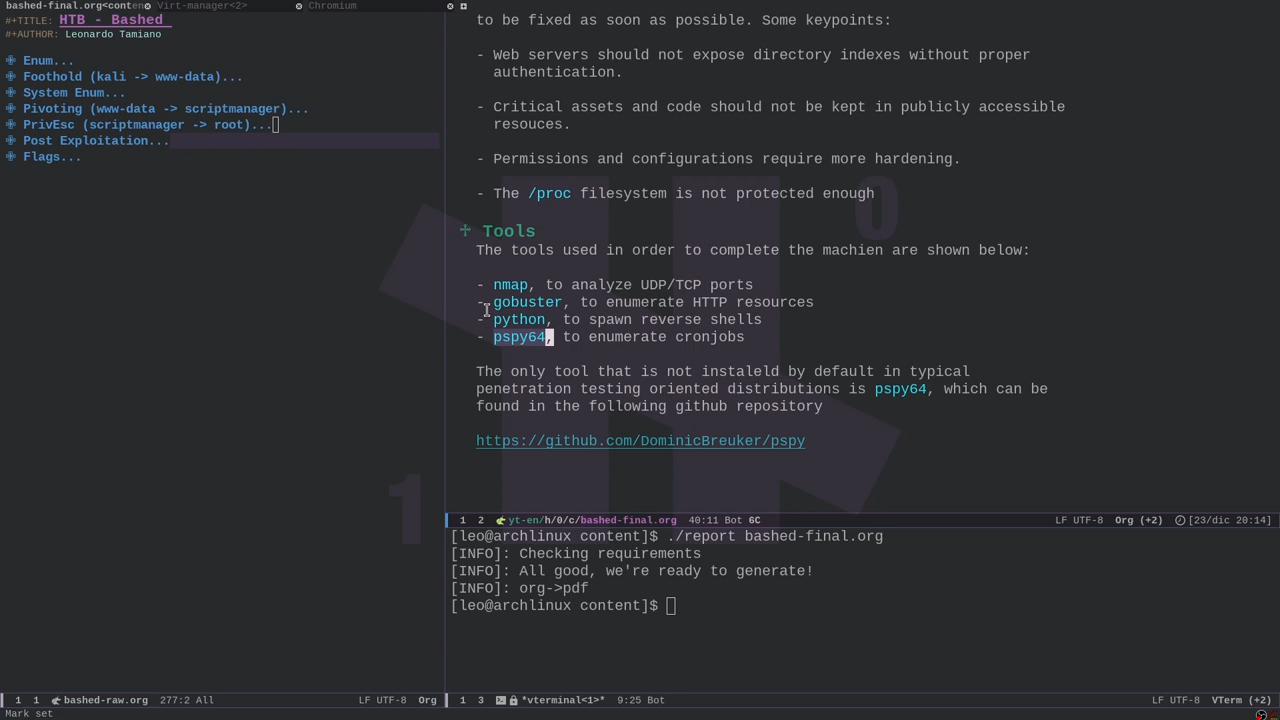 bashed-final.org<conten Virt-manager<2> Chromium
#+TITLE: HTB - Bashed
#+AUTHOR: Leonardo Tamiano
Enum...
Foothold (kali -> www-data)...
System Enum...
Pivoting (www-data -> scriptmanager)...
PrivEsc (scriptmanager -> root)...
Post Exploitation...
Flags...
1 1 bashed-raw.org 277:2 All LF UTF-8 Org
Mark set
to be fixed as soon as possible. Some keypoints:
- Web servers should not expose directory indexes without proper
authentication.
- Critical assets and code should not be kept in publicly accessible
resouces.
- Permissions and configurations require more hardening.
- The /proc filesystem is not protected enough
Tools
The tools used in order to complete the machien are shown below:
- nmap, to analyze UDP/TCP ports
- gobuster, to enumerate HTTP resources
- python, to spawn reverse shells
- pspy64, to enumerate cronjobs
The only tool that is not instaleld by default in typical
penetration testing oriented distributions is pspy64, which can be
found in the following github repository
https://github.com/DominicBreuker/pspy
1 2 yt-en/h/0/c/bashed-final.org 40:11 Bot 6C LF UTF-8 Org (+2) [23/dic 20:14]
[leo@archlinux content]$ ./report bashed-final.org
[INFO]: Checking requirements
[INFO]: All good, we're ready to generate!
[INFO]: org->pdf
[leo@archlinux content]$
1 3 *vterminal<1>* 9:25 Bot LF UTF-8 VTerm (+2)
0
1